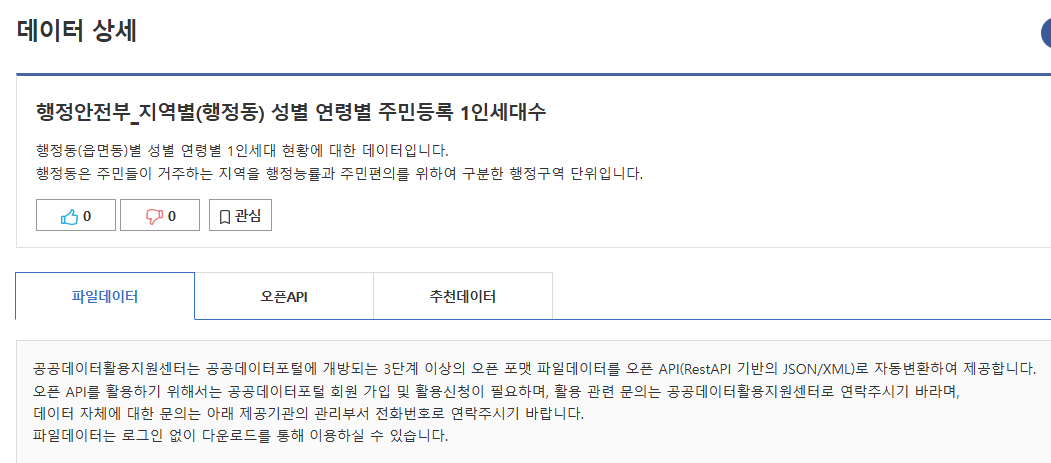 데이터 상세
행정안전부_지역별(행정동) 성별 연령별 주민등록 1인세대수
행정동(읍면동)별 성별 연령별 1인세대 현황에 대한 데이터입니다.
행정동은 주민들이 거주하는 지역을 행정능률과 주민편의를 위하여 구분한 행정구역 단위입니다.
0 0 관심
파일데이터 오픈API 추천데이터
공공데이터활용지원센터는 공공데이터포털에 개방되는 3단계 이상의 오픈 포맷 파일데이터를 오픈 API(RestAPI 기반의 JSON/XML)로 자동변환하여 제공합니다.
오픈 API를 활용하기 위해서는 공공데이터포털 회원 가입 및 활용신청이 필요하며, 활용 관련 문의는 공공데이터활용지원센터로 연락주시기 바라며,
데이터 자체에 대한 문의는 아래 제공기관의 관리부서 전화번호로 연락주시기 바랍니다.
파일데이터는 로그인 없이 다운로드를 통해 이용하실 수 있습니다.